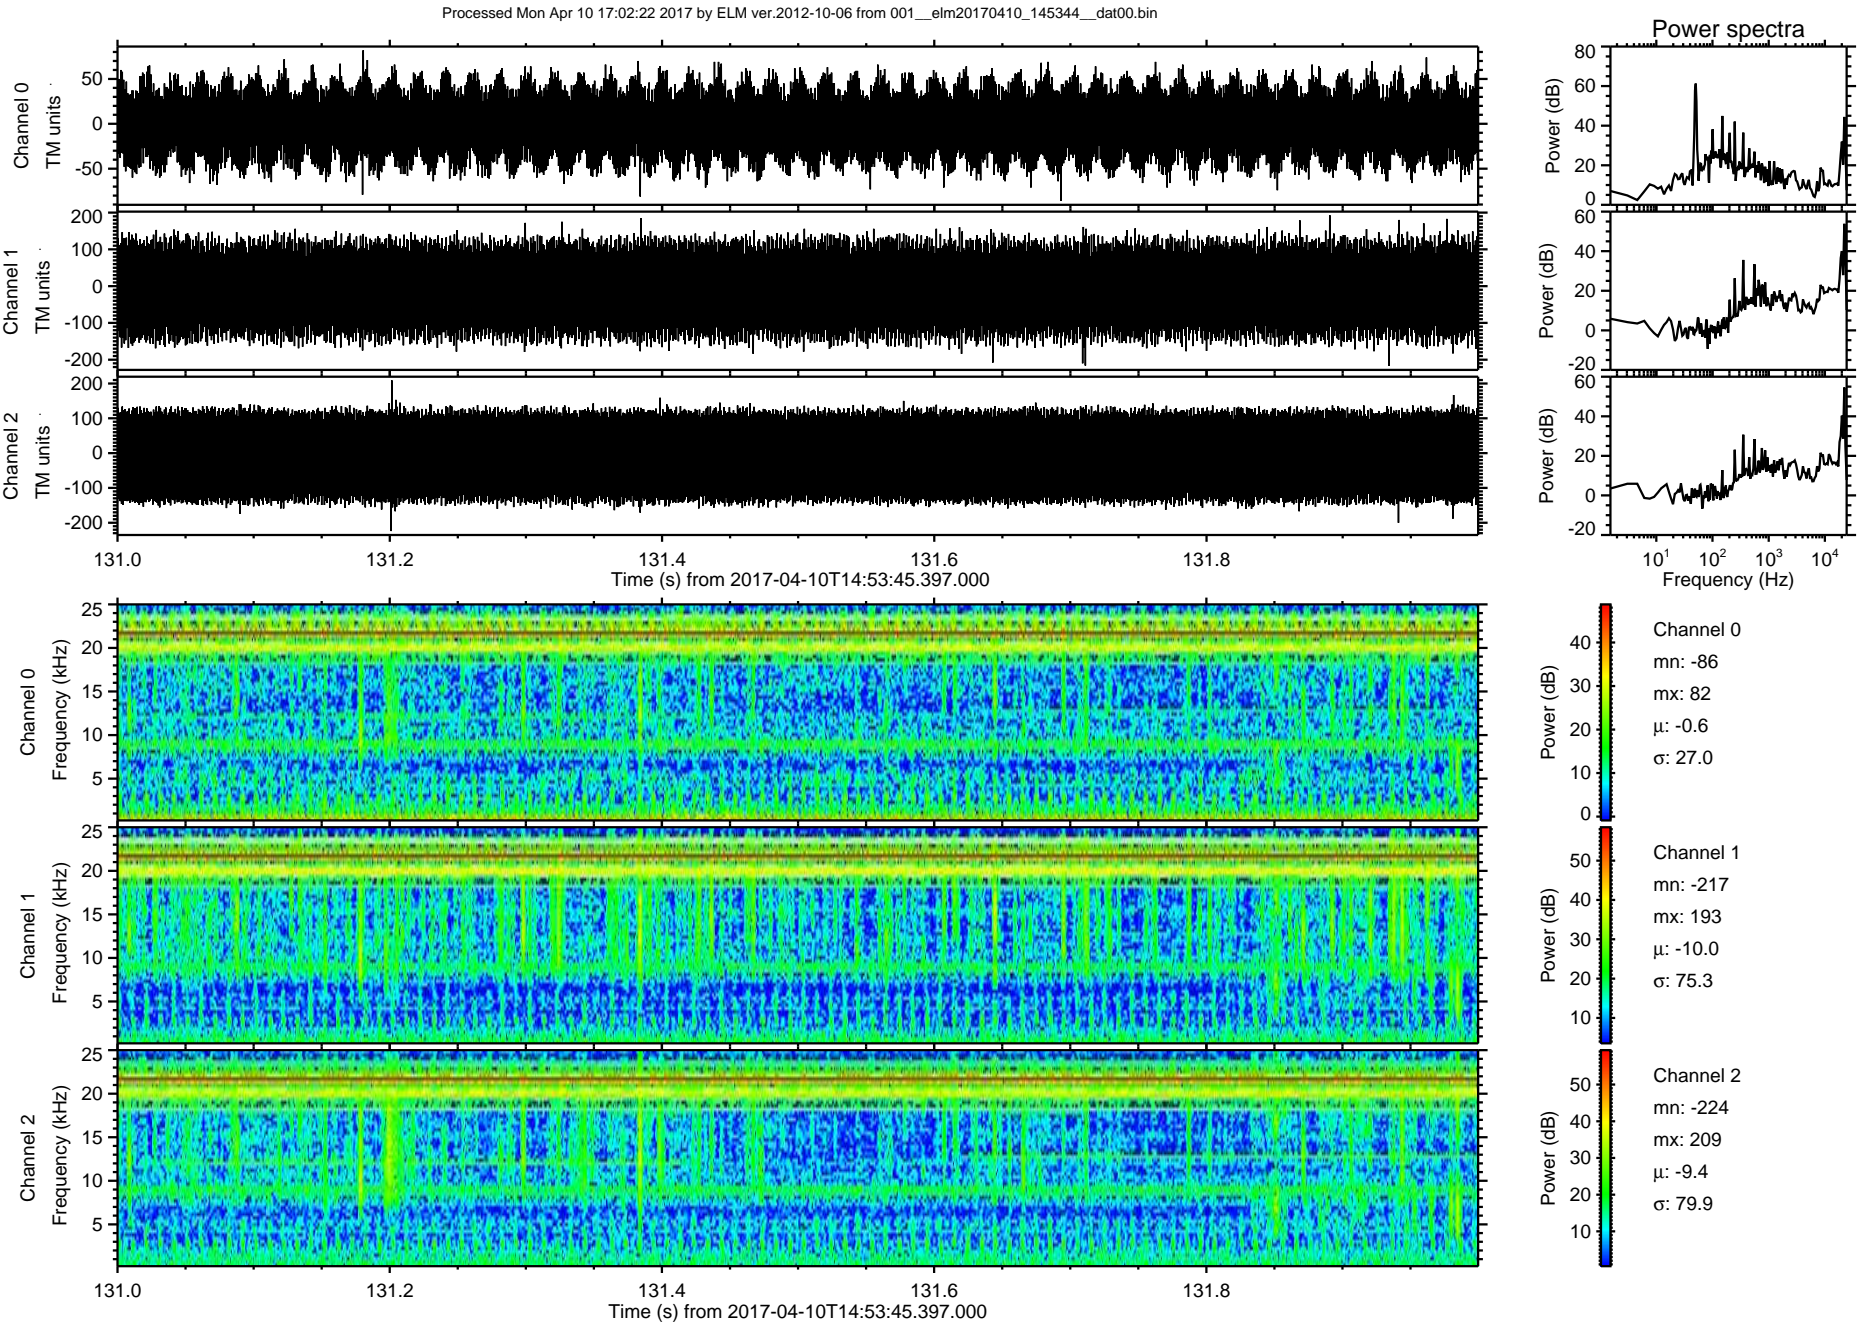 Processed Mon Apr 10 17:02:22 2017 by ELM ver.2012-10-06 from 001__elm20170410_145344__dat00.bin
Power spectra
Channel 0
TM units
50
0
-50
Power (dB)
80
60
40
20
0
Channel 1
TM units
200
100
0
-100
-200
Power (dB)
60
40
20
0
-20
Channel 2
TM units
200
100
0
-100
-200
Power (dB)
60
40
20
0
-20
131.0 131.2 131.4 131.6 131.8
Time (s) from 2017-04-10T14:53:45.397.000
10¹ 10² 10³ 10⁴
Frequency (Hz)
Channel 0
Frequency (kHz)
25
20
15
10
5
Power (dB)
40
30
20
10
0
Channel 0
mn: -86
mx: 82
μ: -0.6
σ: 27.0
Channel 1
Frequency (kHz)
25
20
15
10
5
Power (dB)
50
40
30
20
10
Channel 1
mn: -217
mx: 193
μ: -10.0
σ: 75.3
Channel 2
Frequency (kHz)
25
20
15
10
5
Power (dB)
50
40
30
20
10
Channel 2
mn: -224
mx: 209
μ: -9.4
σ: 79.9
131.0 131.2 131.4 131.6 131.8
Time (s) from 2017-04-10T14:53:45.397.000